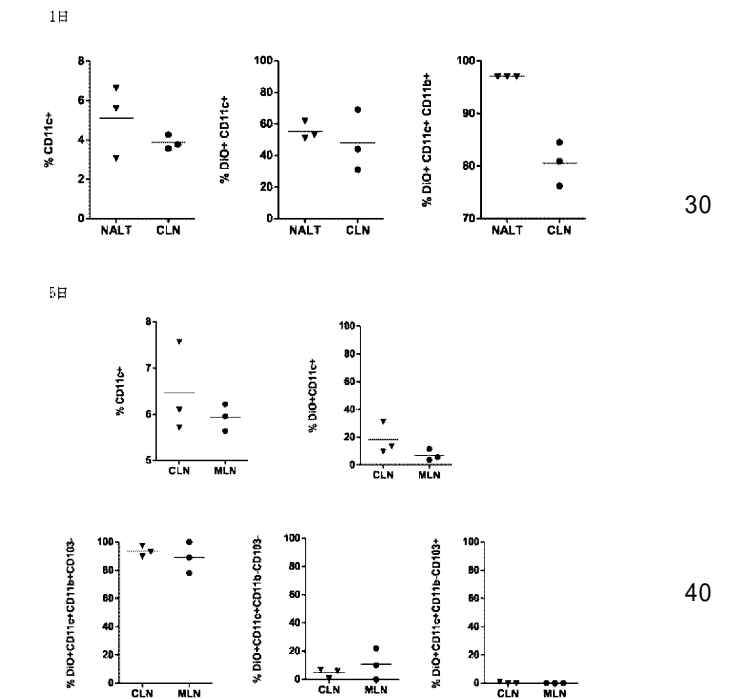 1日
% CD11c+
8
6
4
2
0
NALT CLN
% DiO+ CD11c+
100
80
60
40
20
0
NALT CLN
% DiO+ CD11c+ CD11b+
100
90
80
70
NALT CLN
30
5日
% CD11c+
8
7
6
5
CLN MLN
% DiO+CD11c+
100
80
60
40
20
0
CLN MLN
% DiO+CD11c+CD11b+CD103-
100
80
60
40
20
0
CLN MLN
% DiO+CD11c+CD11b-CD103-
100
80
60
40
20
0
CLN MLN
% DiO+CD11c+CD11b-CD103+
100
80
60
40
20
0
CLN MLN
40